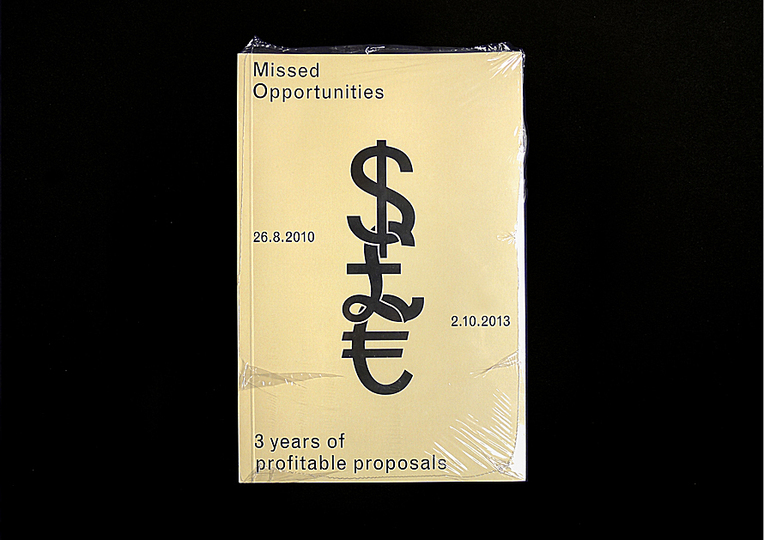 Missed
Opportunities
$
26.8.2010
£
2.10.2013
€
3 years of
profitable proposals